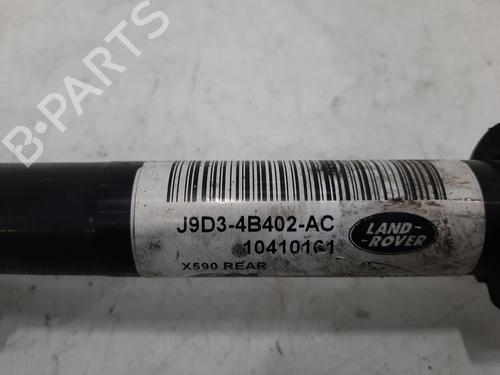 B-PARTS
J9D3-4B402-AC
10410161
X590 REAR
LAND-
-ROVER